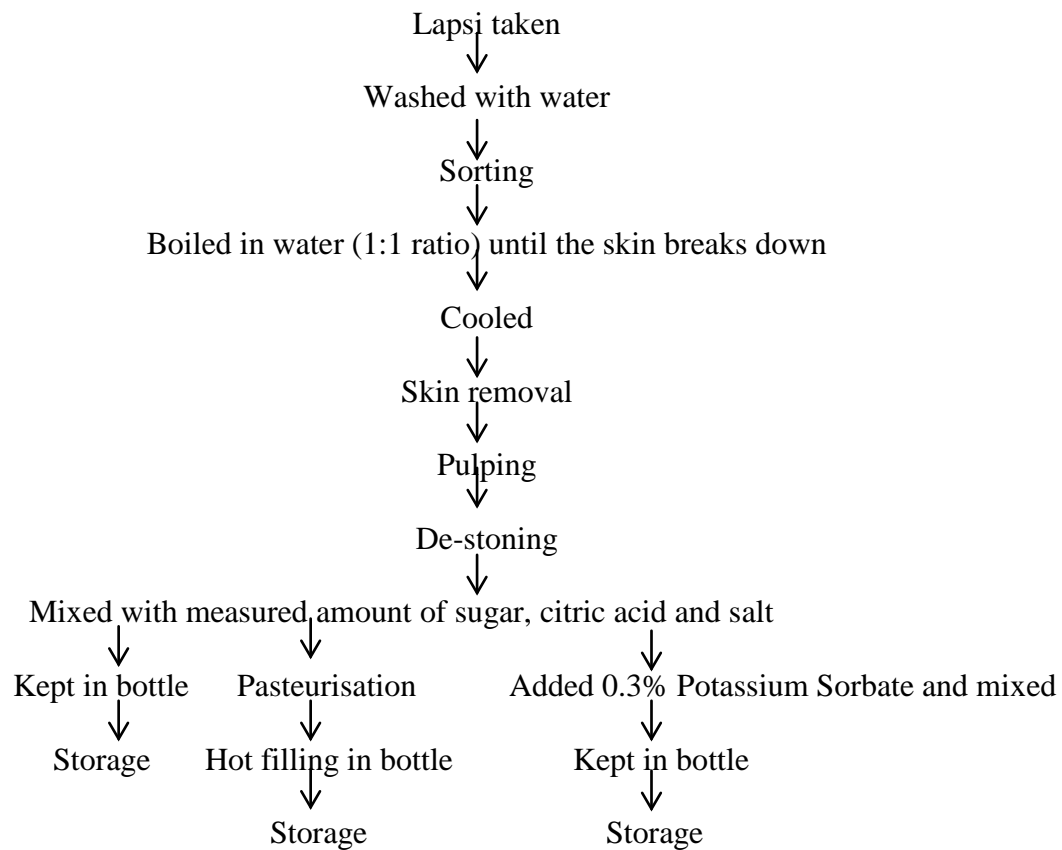 Lapsi taken
Washed with water
Sorting
Boiled in water (1:1 ratio) until the skin breaks down
Cooled
Skin removal
Pulping
De-stoning
Mixed with measured amount of sugar, citric acid and salt
Kept in bottle Pasteurisation Added 0.3% Potassium Sorbate and mixed
Storage Hot filling in bottle Kept in bottle
Storage Storage